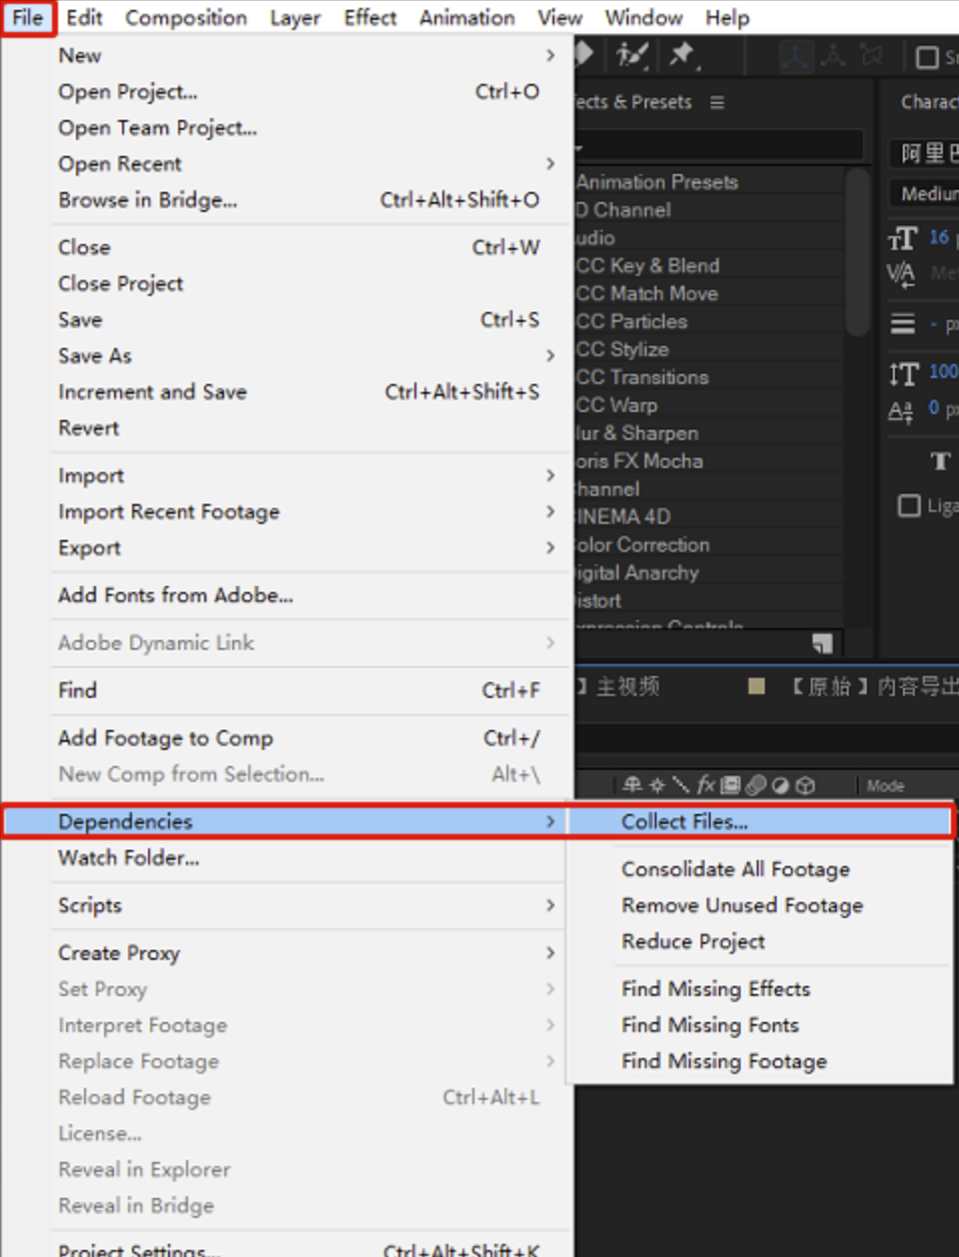 File Edit Composition Layer Effect Animation View Window Help
New
Open Project... Ctrl+O
Open Team Project...
Open Recent
Browse in Bridge... Ctrl+Alt+Shift+O
Close Ctrl+W
Close Project
Save Ctrl+S
Save As
Increment and Save Ctrl+Alt+Shift+S
Revert
Import
Import Recent Footage
Export
Add Fonts from Adobe...
Adobe Dynamic Link
Find Ctrl+F
Add Footage to Comp Ctrl+/
New Comp from Selection... Alt+\
Dependencies
Watch Folder...
Scripts
Create Proxy
Set Proxy
Interpret Footage
Replace Footage
Reload Footage Ctrl+Alt+L
License...
Reveal in Explorer
Reveal in Bridge
Project Settings... Ctrl+Alt+Shift+K
Collect Files...
Consolidate All Footage
Remove Unused Footage
Reduce Project
Find Missing Effects
Find Missing Fonts
Find Missing Footage
fects & Presets
Animation Presets
D Channel
udio
CC Key & Blend
CC Match Move
CC Particles
CC Stylize
CC Transitions
CC Warp
lur & Sharpen
oris FX Mocha
hannel
INEMA 4D
olor Correction
igital Anarchy
istort
xpression Controls
Charac
阿里巴
Medium
16 p
Me
- px
100
0 px
T
Liga
】主视频 【原始】内容导出
fx Mode